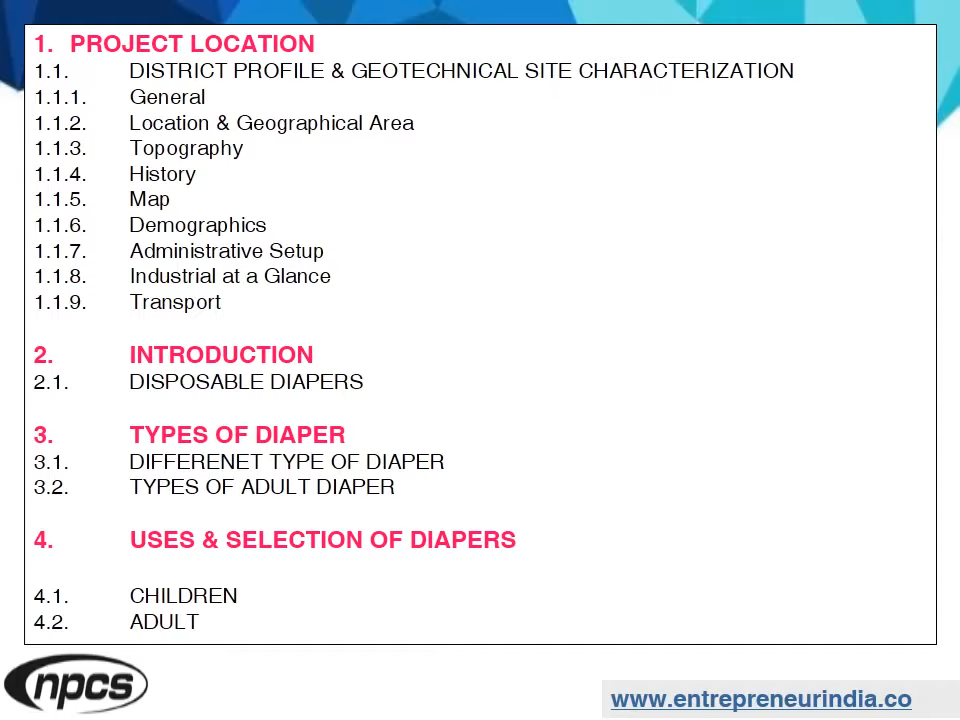 1. PROJECT LOCATION
1.1. DISTRICT PROFILE & GEOTECHNICAL SITE CHARACTERIZATION
1.1.1. General
1.1.2. Location & Geographical Area
1.1.3. Topography
1.1.4. History
1.1.5. Map
1.1.6. Demographics
1.1.7. Administrative Setup
1.1.8. Industrial at a Glance
1.1.9. Transport
2. INTRODUCTION
2.1. DISPOSABLE DIAPERS
3. TYPES OF DIAPER
3.1. DIFFERENET TYPE OF DIAPER
3.2. TYPES OF ADULT DIAPER
4. USES & SELECTION OF DIAPERS
4.1. CHILDREN
4.2. ADULT
npcs
www.entrepreneurindia.co